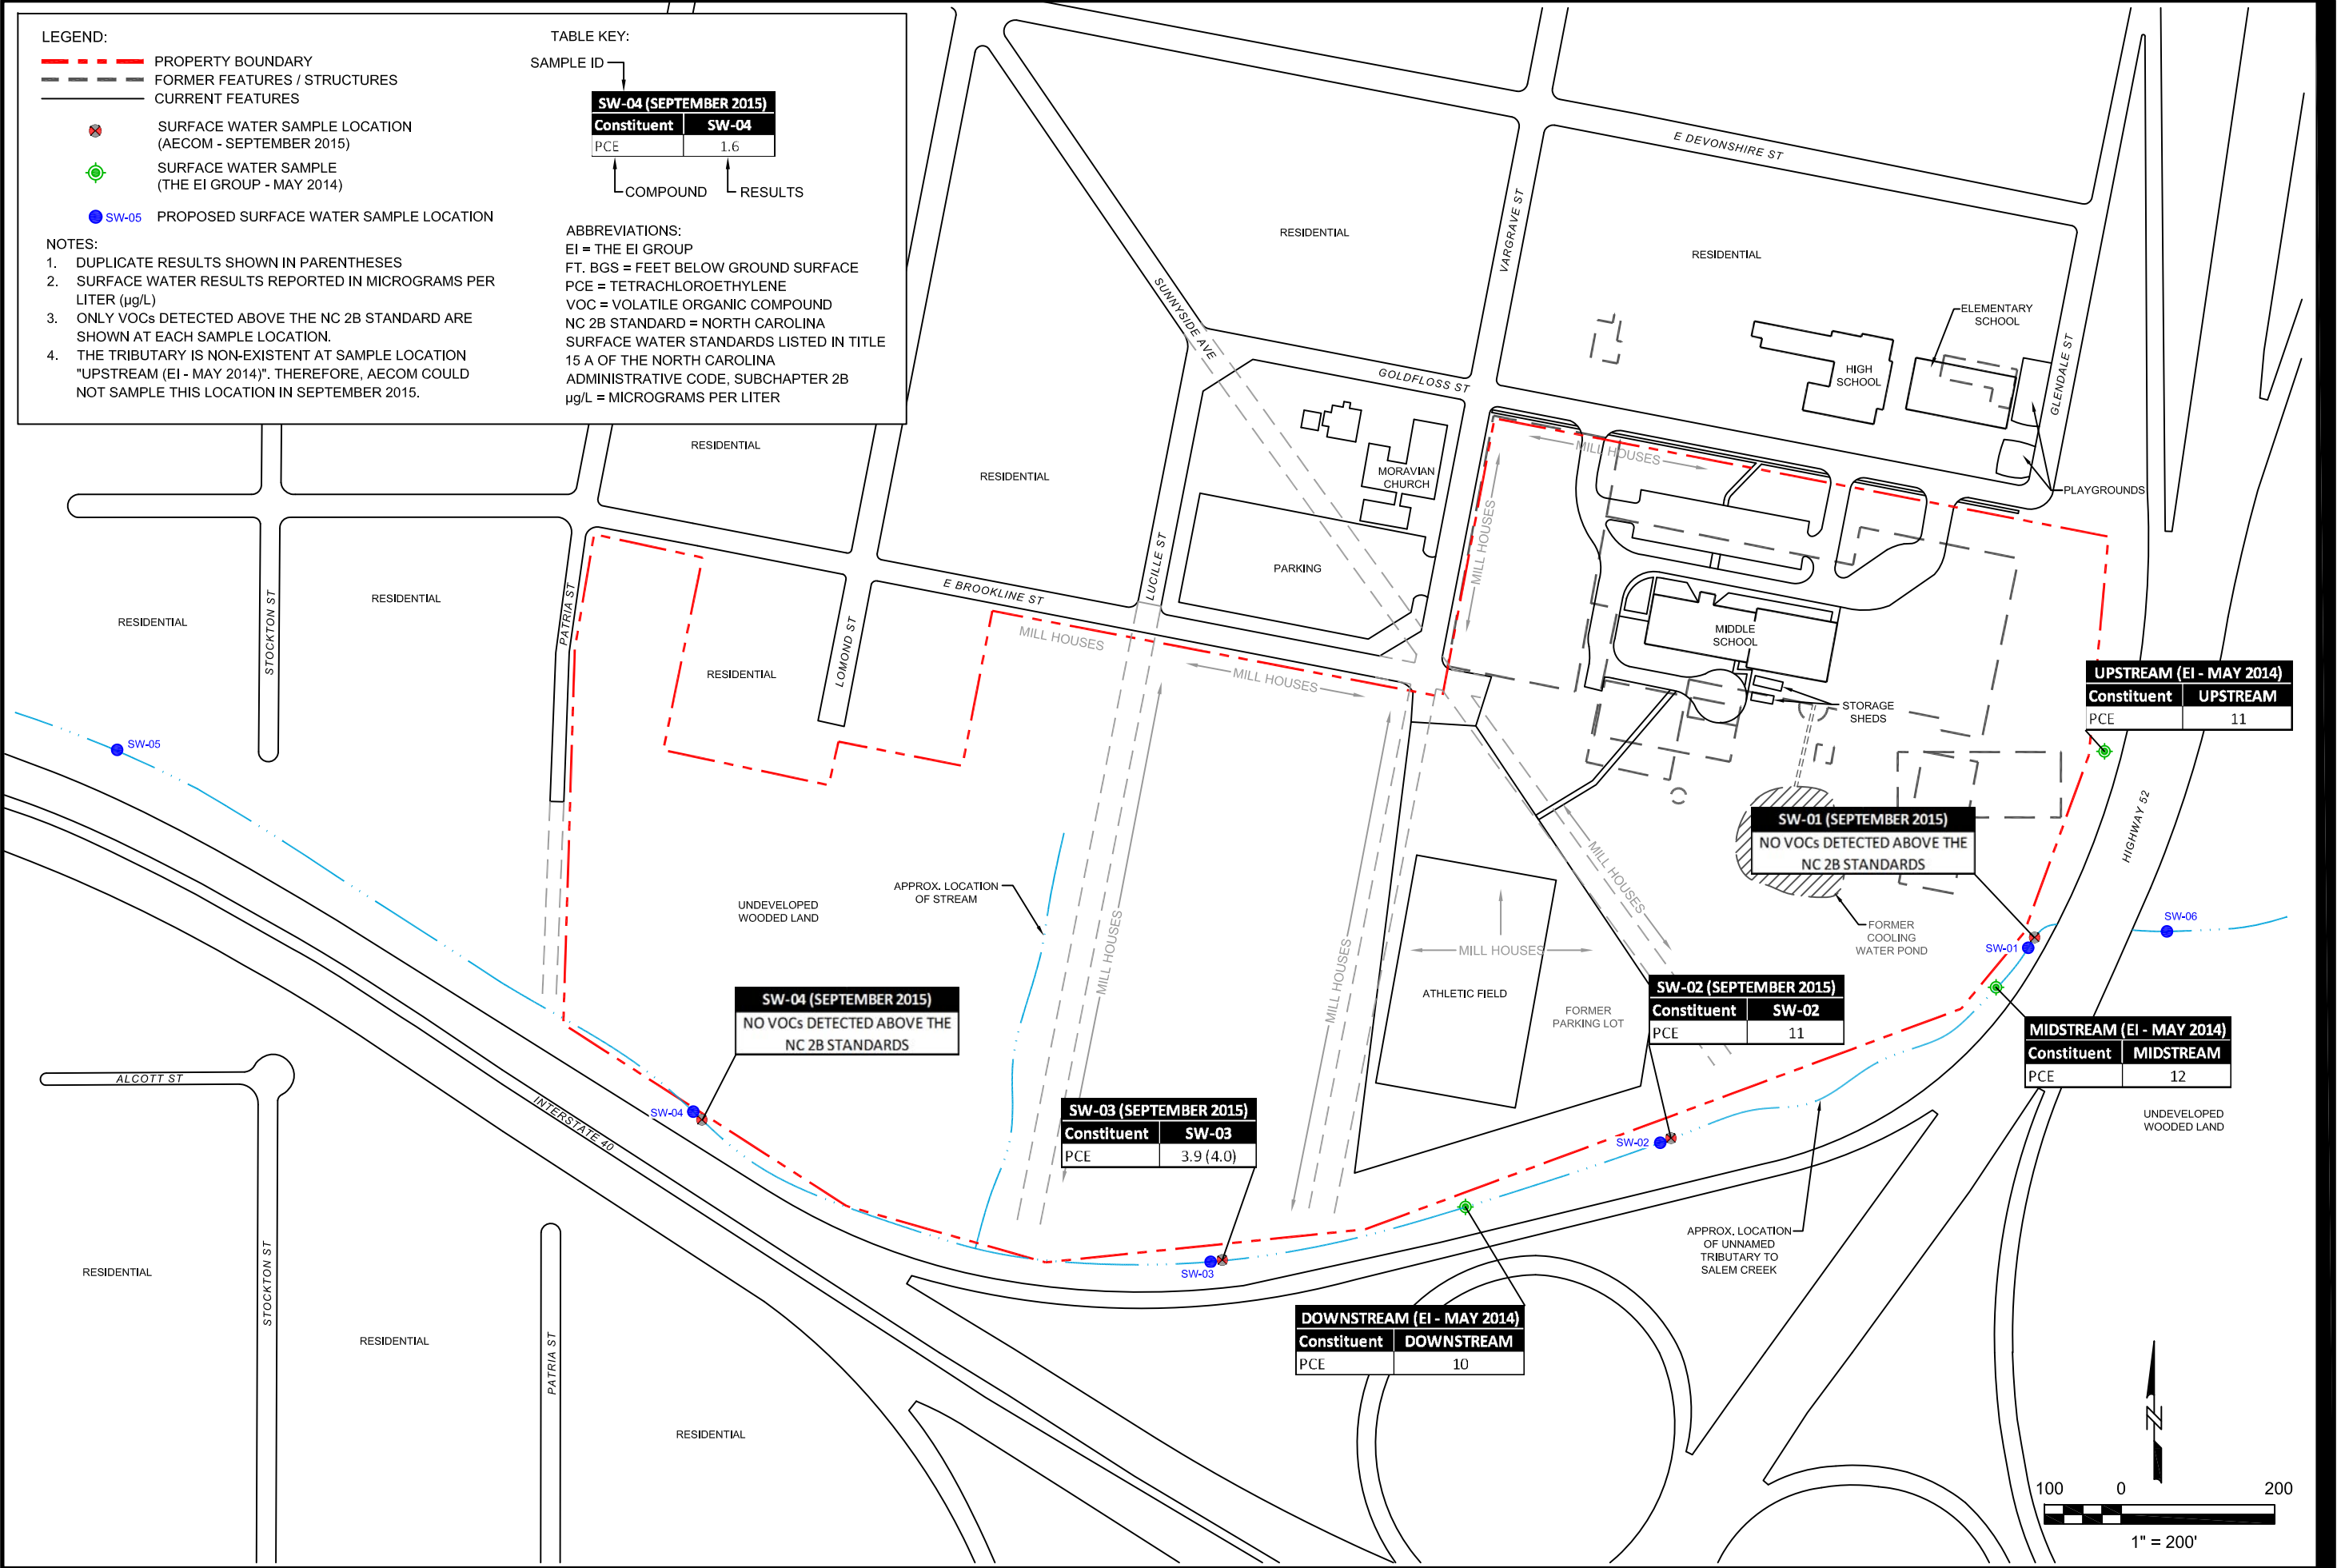 LEGEND:
PROPERTY BOUNDARY
FORMER FEATURES / STRUCTURES
CURRENT FEATURES
SURFACE WATER SAMPLE LOCATION
(AECOM - SEPTEMBER 2015)
SURFACE WATER SAMPLE
(THE EI GROUP - MAY 2014)
SW-05 PROPOSED SURFACE WATER SAMPLE LOCATION
NOTES:
1. DUPLICATE RESULTS SHOWN IN PARENTHESES
2. SURFACE WATER RESULTS REPORTED IN MICROGRAMS PER
LITER (µg/L)
3. ONLY VOCs DETECTED ABOVE THE NC 2B STANDARD ARE
SHOWN AT EACH SAMPLE LOCATION.
4. THE TRIBUTARY IS NON-EXISTENT AT SAMPLE LOCATION
"UPSTREAM (EI - MAY 2014)". THEREFORE, AECOM COULD
NOT SAMPLE THIS LOCATION IN SEPTEMBER 2015.
TABLE KEY:
SAMPLE ID
SW-04 (SEPTEMBER 2015)
Constituent SW-04
PCE 1.6
COMPOUND RESULTS
ABBREVIATIONS:
EI = THE EI GROUP
FT. BGS = FEET BELOW GROUND SURFACE
PCE = TETRACHLOROETHYLENE
VOC = VOLATILE ORGANIC COMPOUND
NC 2B STANDARD = NORTH CAROLINA
SURFACE WATER STANDARDS LISTED IN TITLE
15 A OF THE NORTH CAROLINA
ADMINISTRATIVE CODE, SUBCHAPTER 2B
µg/L = MICROGRAMS PER LITER
E DEVONSHIRE ST
VARGRAVE ST
RESIDENTIAL
RESIDENTIAL
SUNNYSIDE AVE
ELEMENTARY
SCHOOL
HIGH
SCHOOL
GLENDALE ST
GOLDFLOSS ST
RESIDENTIAL
RESIDENTIAL
MORAVIAN
CHURCH
MILL HOUSES
PLAYGROUNDS
MILL HOUSES
LUCILLE ST
PARKING
E BROOKLINE ST
RESIDENTIAL
RESIDENTIAL
STOCKTON ST
PATRIA ST
LOMOND ST
RESIDENTIAL
MILL HOUSES
MILL HOUSES
MIDDLE
SCHOOL
STORAGE
SHEDS
UPSTREAM (EI - MAY 2014)
Constituent UPSTREAM
PCE 11
SW-05
HIGHWAY 52
SW-01 (SEPTEMBER 2015)
NO VOCs DETECTED ABOVE THE
NC 2B STANDARDS
MILL HOUSES
APPROX. LOCATION
OF STREAM
UNDEVELOPED
WOODED LAND
MILL HOUSES
MILL HOUSES
MILL HOUSES
FORMER
COOLING
WATER POND
SW-06
SW-01
ATHLETIC FIELD
FORMER
PARKING LOT
SW-02 (SEPTEMBER 2015)
Constituent SW-02
PCE 11
SW-04 (SEPTEMBER 2015)
NO VOCs DETECTED ABOVE THE
NC 2B STANDARDS
MIDSTREAM (EI - MAY 2014)
Constituent MIDSTREAM
PCE 12
UNDEVELOPED
WOODED LAND
ALCOTT ST
INTERSTATE 40
SW-04
SW-03 (SEPTEMBER 2015)
Constituent SW-03
PCE 3.9 (4.0)
SW-02
SW-03
APPROX. LOCATION
OF UNNAMED
TRIBUTARY TO
SALEM CREEK
DOWNSTREAM (EI - MAY 2014)
Constituent DOWNSTREAM
PCE 10
RESIDENTIAL
STOCKTON ST
RESIDENTIAL
PATRIA ST
RESIDENTIAL
N
100 0 200
1" = 200'